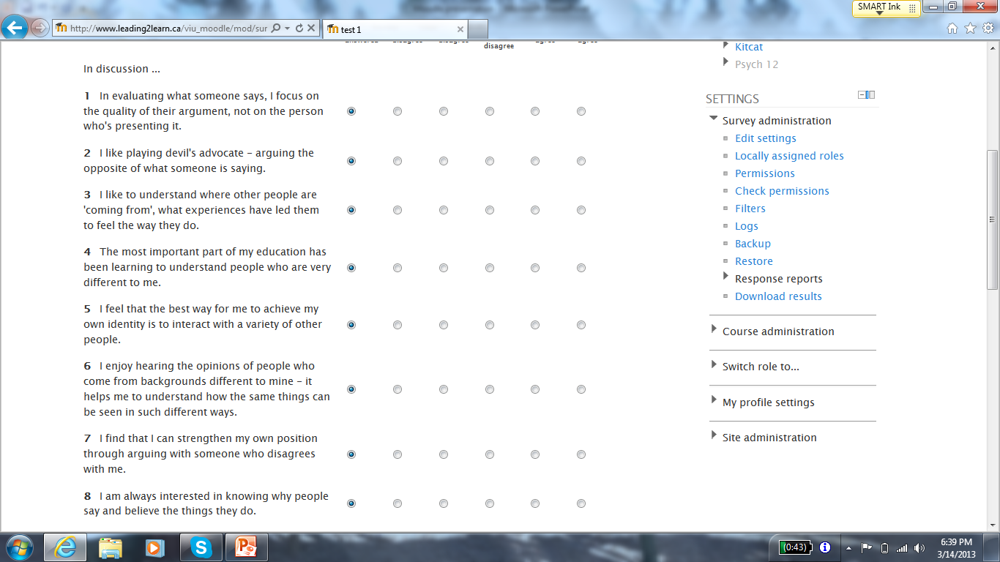 SMART Ink
http://www.leading2learn.ca/viu_moodle/mod/sur
test 1
answered disagree disagree disagree agree agree
In discussion ...
1 In evaluating what someone says, I focus on
the quality of their argument, not on the person
who's presenting it.
2 I like playing devil's advocate - arguing the
opposite of what someone is saying.
3 I like to understand where other people are
'coming from', what experiences have led them
to feel the way they do.
4 The most important part of my education has
been learning to understand people who are very
different to me.
5 I feel that the best way for me to achieve my
own identity is to interact with a variety of other
people.
6 I enjoy hearing the opinions of people who
come from backgrounds different to mine - it
helps me to understand how the same things can
be seen in such different ways.
7 I find that I can strengthen my own position
through arguing with someone who disagrees
with me.
8 I am always interested in knowing why people
say and believe the things they do.
Kitcat
Psych 12
SETTINGS
Survey administration
Edit settings
Locally assigned roles
Permissions
Check permissions
Filters
Logs
Backup
Restore
Response reports
Download results
Course administration
Switch role to...
My profile settings
Site administration
(0:43)
6:39 PM
3/14/2013